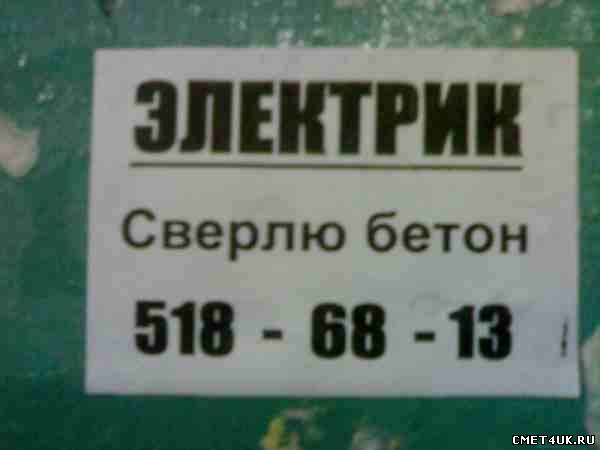 ЭЛЕКТРИК
Сверлю бетон
518 - 68 - 13
CMET4UK.RU